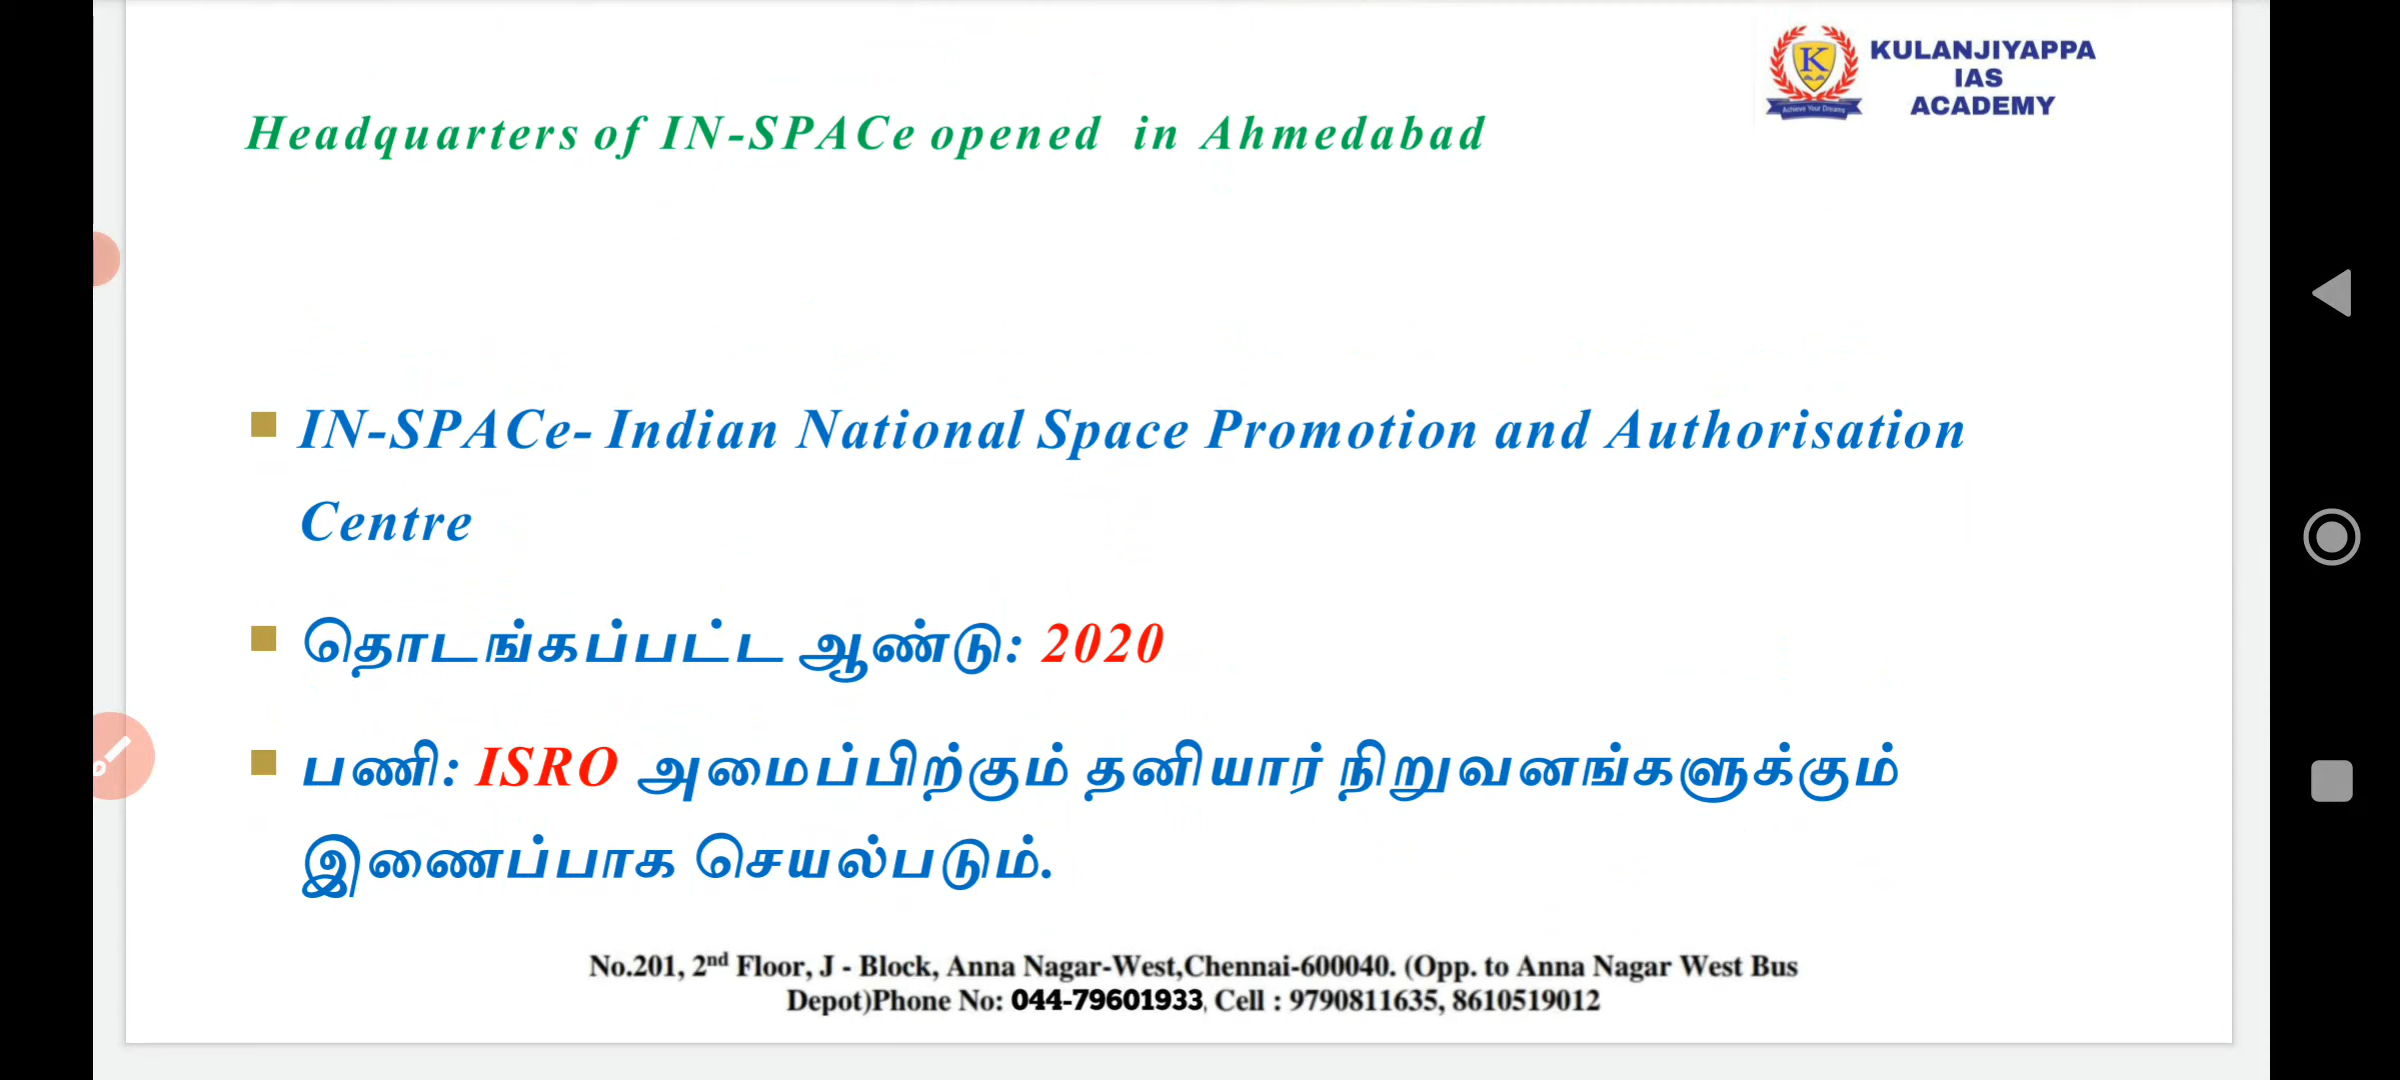 KULANJIYAPPA
IAS
ACADEMY
K
Achieve Your Dreams
Headquarters of IN-SPACe opened in Ahmedabad
IN-SPACe- Indian National Space Promotion and Authorisation
Centre
தொடங்கப்பட்ட ஆண்டு: 2020
பணி: ISRO அமைப்பிற்கும் தனியார் நிறுவனங்களுக்கும்
இணைப்பாக செயல்படும்.
No.201, 2nd Floor, J - Block, Anna Nagar-West,Chennai-600040. (Opp. to Anna Nagar West Bus
Depot)Phone No: 044-79601933, Cell : 9790811635, 8610519012